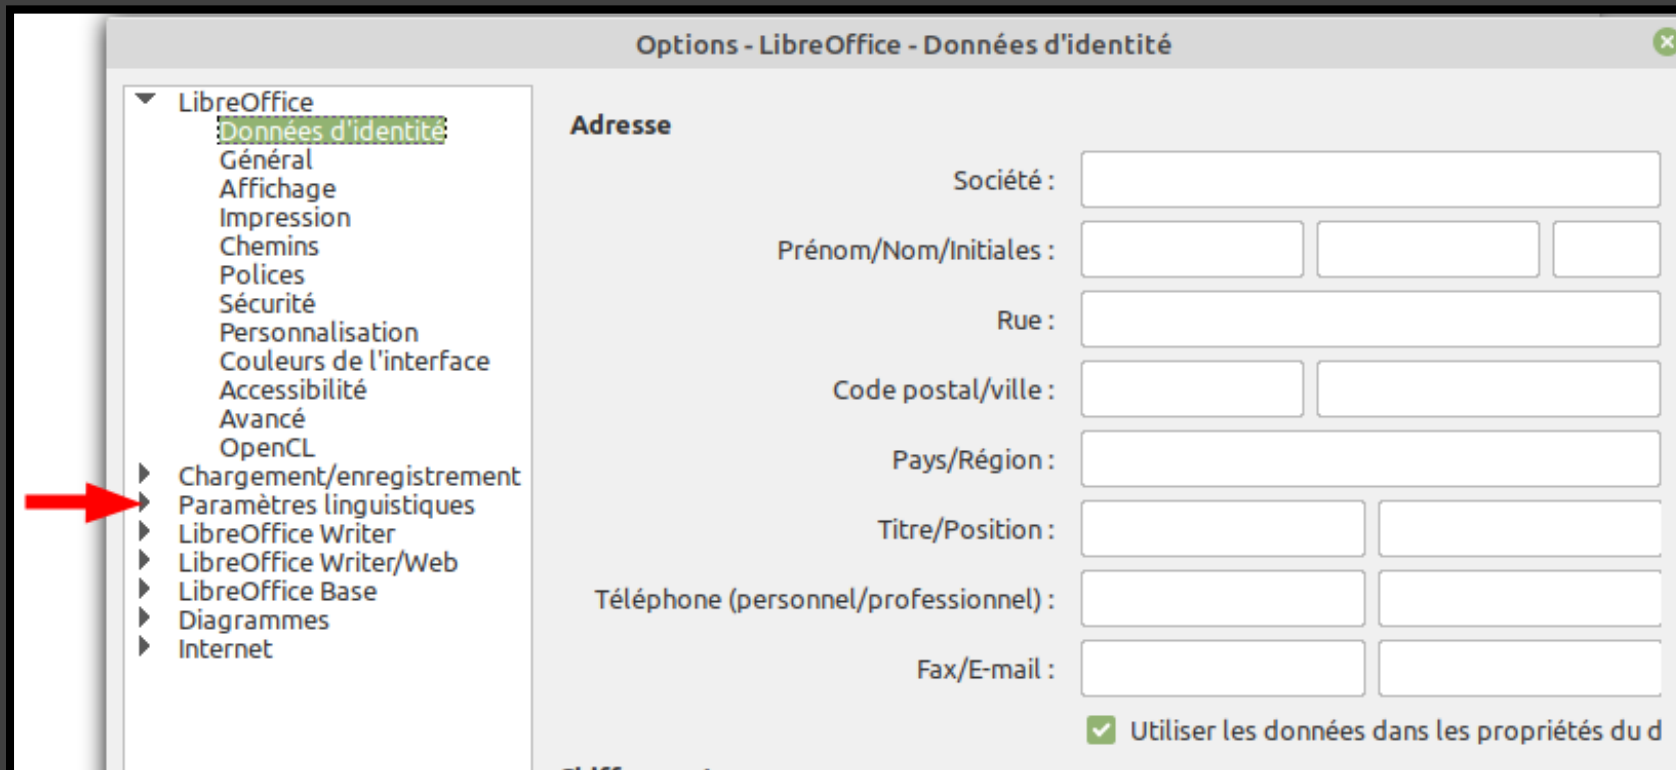 Options - LibreOffice - Données d'identité
LibreOffice
Données d'identité
Général
Affichage
Impression
Chemins
Polices
Sécurité
Personnalisation
Couleurs de l'interface
Accessibilité
Avancé
OpenCL
Chargement/enregistrement
Paramètres linguistiques
LibreOffice Writer
LibreOffice Writer/Web
LibreOffice Base
Diagrammes
Internet
Adresse
Société :
Prénom/Nom/Initiales :
Rue :
Code postal/ville :
Pays/Région :
Titre/Position :
Téléphone (personnel/professionnel) :
Fax/E-mail :
Utiliser les données dans les propriétés du